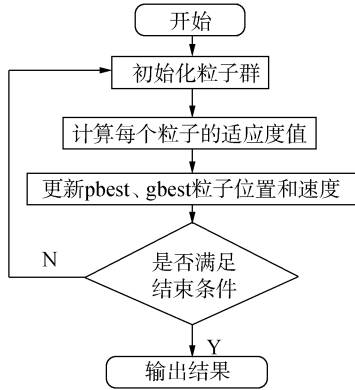 开始
初始化粒子群
计算每个粒子的适应度值
更新pbest、gbest粒子位置和速度
N
是否满足
结束条件
Y
输出结果